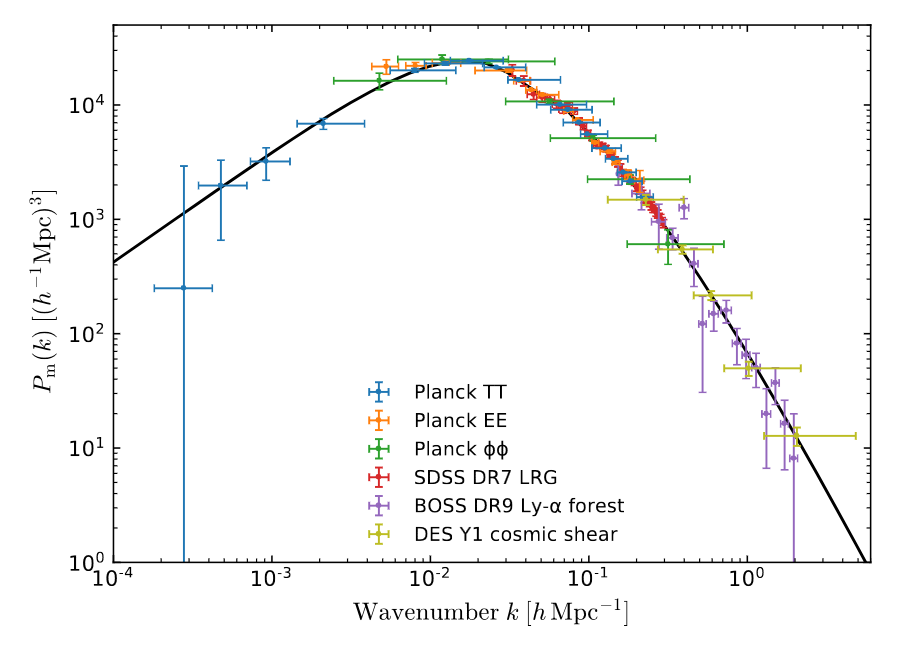 P_m(k) [(h⁻¹Mpc)³]
10⁴
10³
10²
10¹
10⁰
10⁻⁴
10⁻³
10⁻²
10⁻¹
10⁰
Planck TT
Planck EE
Planck ϕϕ
SDSS DR7 LRG
BOSS DR9 Ly-α forest
DES Y1 cosmic shear
Wavenumber k [h Mpc⁻¹]